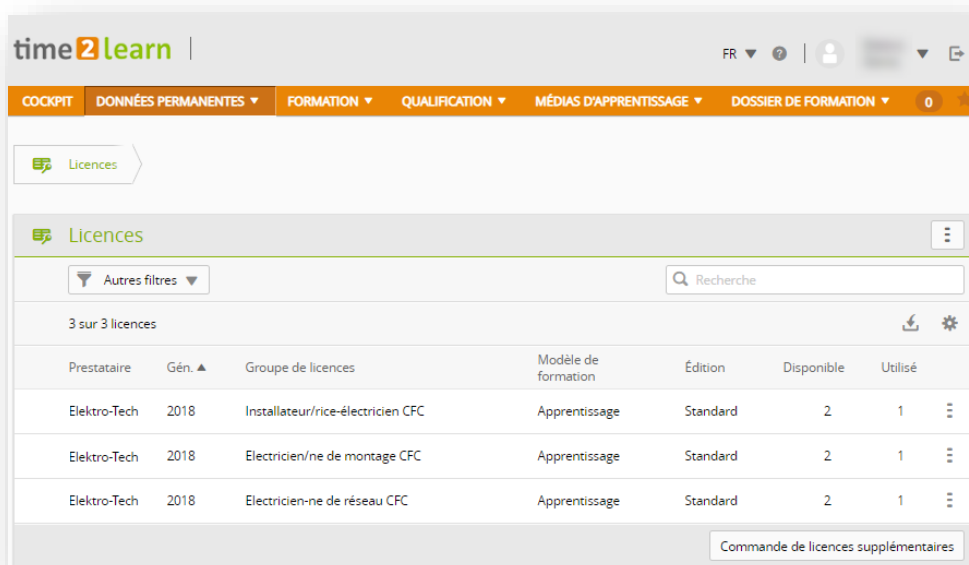 time2learn
FR
COCKPIT DONNÉES PERMANENTES FORMATION QUALIFICATION MÉDIAS D'APPRENTISSAGE DOSSIER DE FORMATION 0
Licences
Licences
Autres filtres Recherche
3 sur 3 licences
Prestataire Gén. Groupe de licences Modèle de formation Édition Disponible Utilisé
Elektro-Tech 2018 Installateur/rice-électricien CFC Apprentissage Standard 2 1
Elektro-Tech 2018 Electricien/ne de montage CFC Apprentissage Standard 2 1
Elektro-Tech 2018 Electricien-ne de réseau CFC Apprentissage Standard 2 1
Commande de licences supplémentaires